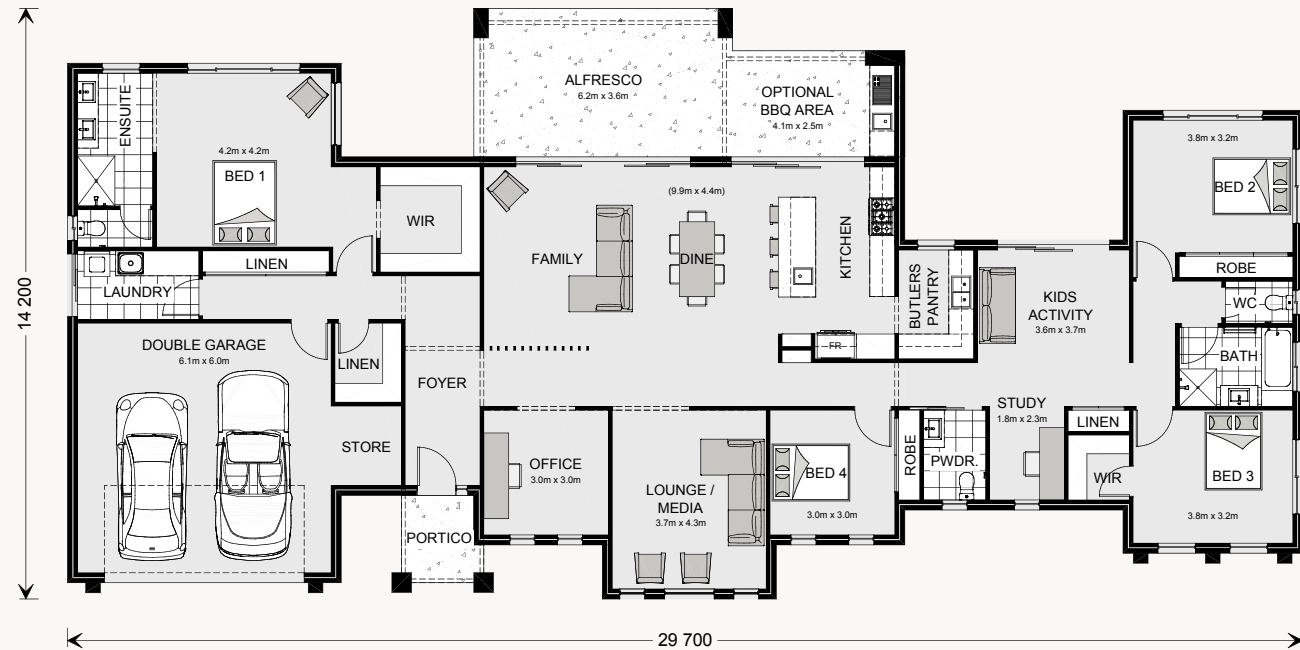 ALFRESCO
6.2m x 3.6m
OPTIONAL
BBQ AREA
4.1m x 2.5m
ENSUITE
4.2m x 4.2m
BED 1
WIR
LINEN
LAUNDRY
(9.9m x 4.4m)
FAMILY
DINE
KITCHEN
BUTLERS
PANTRY
FR
KIDS
ACTIVITY
3.6m x 3.7m
3.8m x 3.2m
BED 2
ROBE
WC
BATH
14 200
DOUBLE GARAGE
6.1m x 6.0m
LINEN
FOYER
STORE
PORTICO
OFFICE
3.0m x 3.0m
LOUNGE /
MEDIA
3.7m x 4.3m
BED 4
3.0m x 3.0m
ROBE
PWDR.
STUDY
1.8m x 2.3m
LINEN
WIR
BED 3
3.8m x 3.2m
29 700